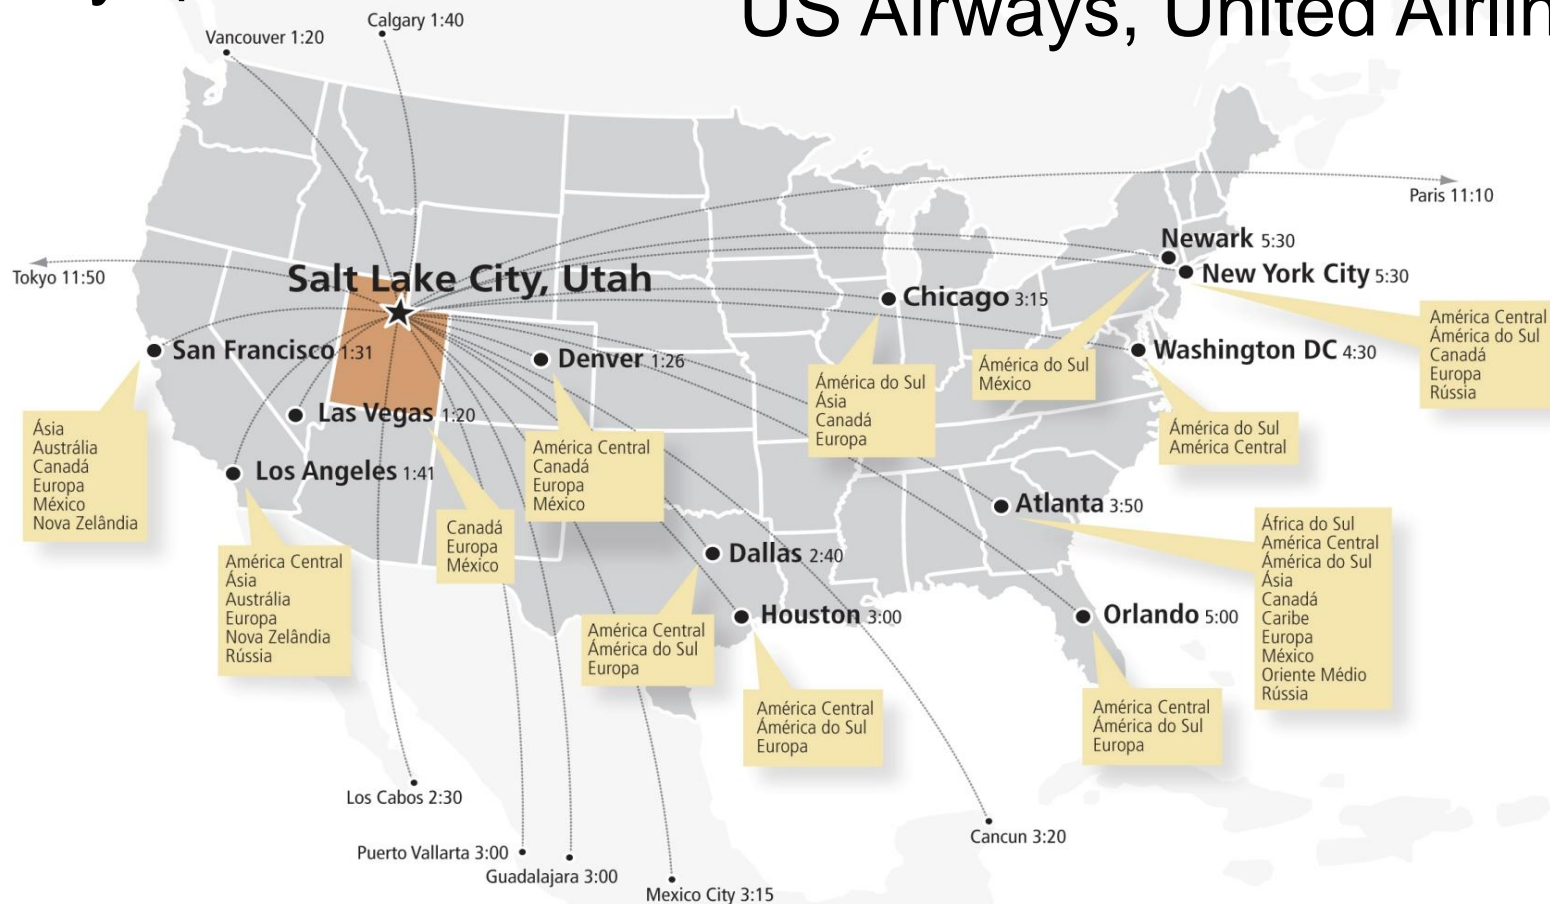 US Airways, United Airlin
Calgary 1:40
Vancouver 1:20
Paris 11:10
Tokyo 11:50
Salt Lake City, Utah
Newark 5:30
New York City 5:30
Chicago 3:15
San Francisco 1:31
Denver 1:26
Washington DC 4:30
Las Vegas 1:20
Los Angeles 1:41
Atlanta 3:50
Dallas 2:40
Houston 3:00
Orlando 5:00
Ásia
Austrália
Canadá
Europa
México
Nova Zelândia
América Central
Ásia
Austrália
Europa
Nova Zelândia
Rússia
Canadá
Europa
México
América Central
Canadá
Europa
México
América Central
Ámérica do Sul
Europa
América Central
Ámérica do Sul
Europa
Ámérica do Sul
Ásia
Canadá
Europa
Ámérica do Sul
México
América Central
Ámérica do Sul
Canadá
Europa
Rússia
Ámérica do Sul
América Central
África do Sul
América Central
Ámérica do Sul
Ásia
Canadá
Caribe
Europa
México
Oriente Médio
Rússia
América Central
Ámérica do Sul
Europa
Los Cabos 2:30
Puerto Vallarta 3:00
Guadalajara 3:00
Mexico City 3:15
Cancun 3:20